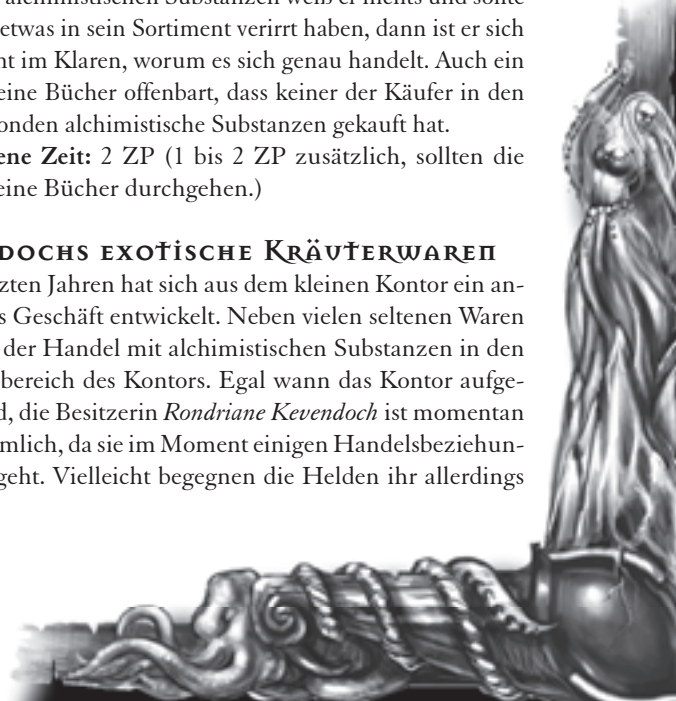 alchimistischen Substanzen weiß er nichts und sollte
etwas in sein Sortiment verirrt haben, dann ist er sich
nt im Klaren, worum es sich genau handelt. Auch ein
eine Bücher offenbart, dass keiner der Käufer in den
onden alchimistische Substanzen gekauft hat.
ene Zeit: 2 ZP (1 bis 2 ZP zusätzlich, sollten die
eine Bücher durchgehen.)
dochs exotische Kräuterwaren
zten Jahren hat sich aus dem kleinen Kontor ein an-
s Geschäft entwickelt. Neben vielen seltenen Waren
der Handel mit alchimistischen Substanzen in den
bereich des Kontors. Egal wann das Kontor aufge-
d, die Besitzerin Rondriane Kevendoch ist momentan
mlich, da sie im Moment einigen Handelsbeziehun-
geht. Vielleicht begegnen die Helden ihr allerdings